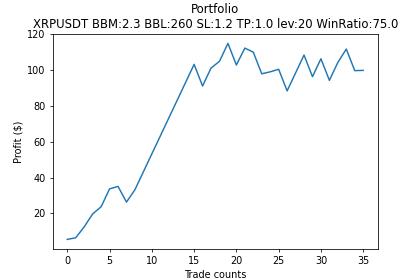 Portfolio
XRPUSDT BBM:2.3 BBL:260 SL:1.2 TP:1.0 lev:20 WinRatio:75.0
120
100
80
60
40
20
Profit ($)
0 5 10 15 20 25 30 35
Trade counts